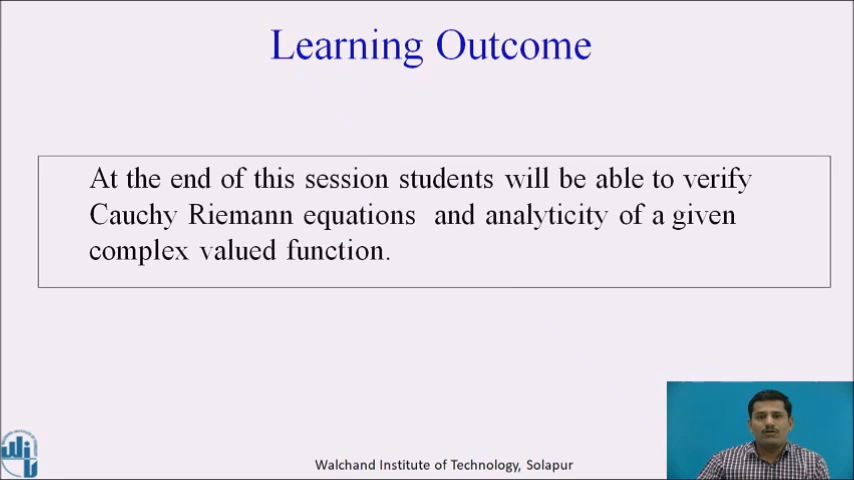 Learning Outcome
At the end of this session students will be able to verify
Cauchy Riemann equations and analyticity of a given
complex valued function.
Walchand Institute of Technology, Solapur